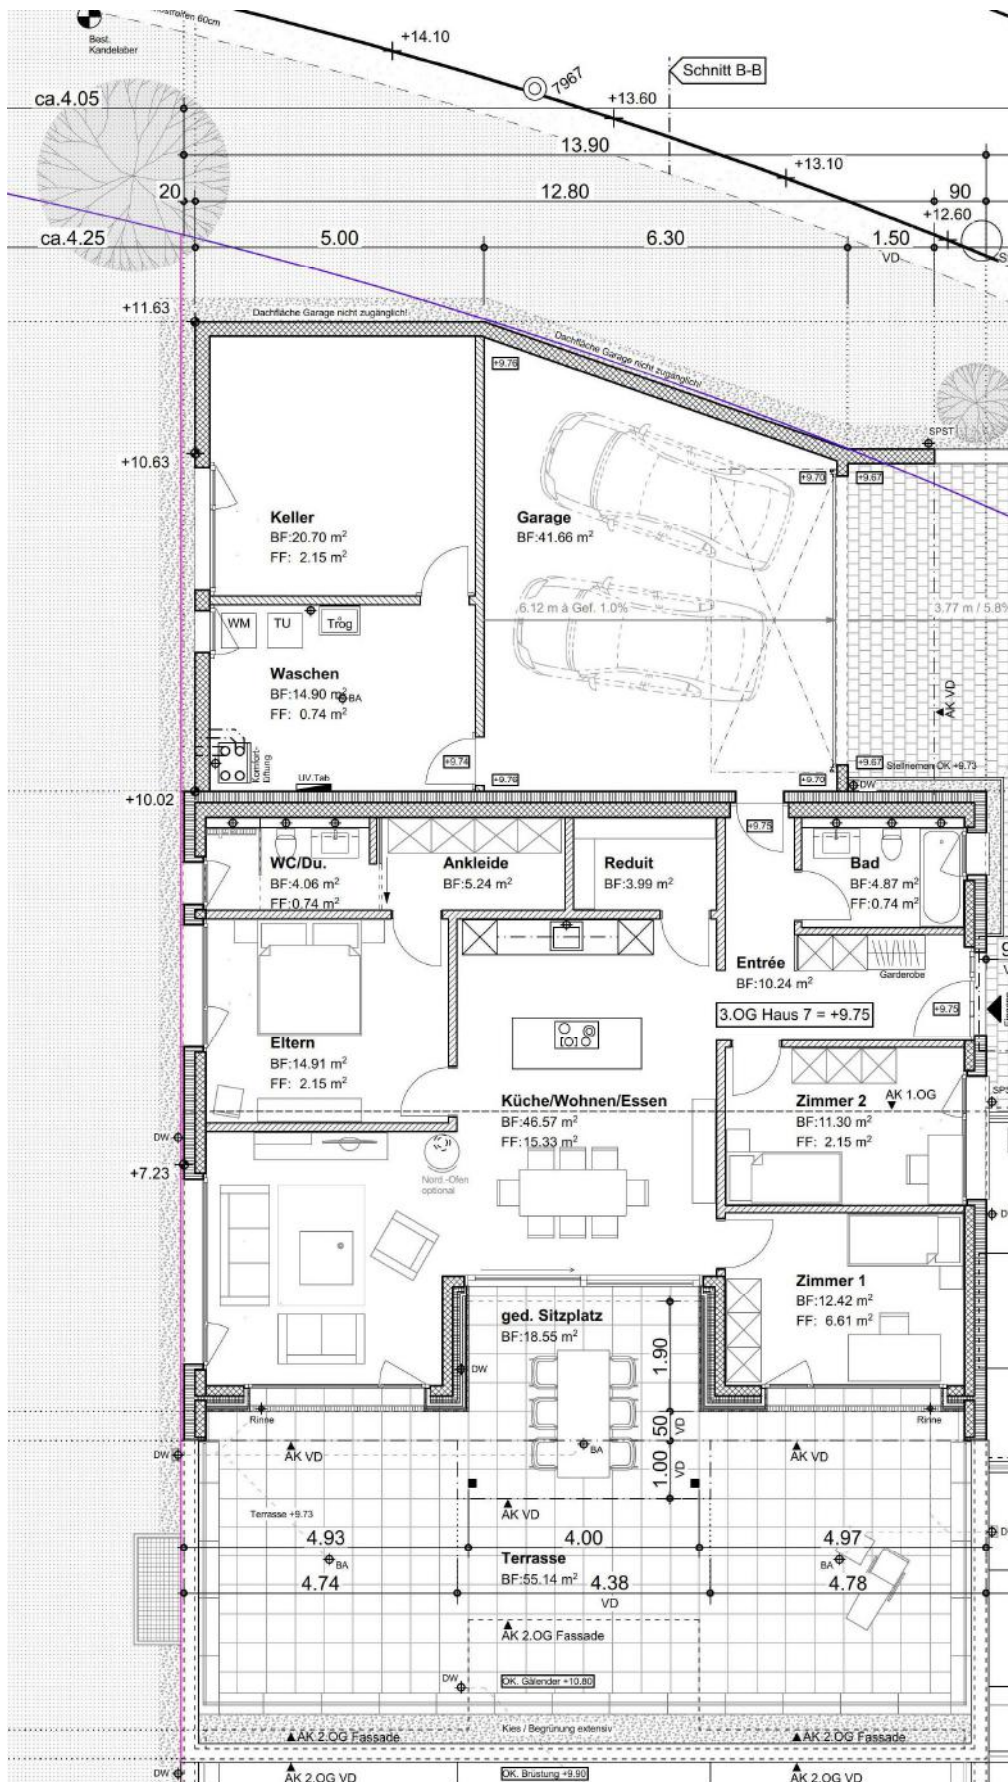 60cm
Best.
Kandelaber
+14.10
7967
Schnitt B-B
ca.4.05
+13.60
13.90
+13.10
20
12.80
90
+12.60
ca.4.25
5.00
6.30
1.50
VD
+11.63
Dachfläche Garage nicht zugänglich!
Dachfläche Garage nicht zugänglich!
+9.76
SPST
+10.63
+9.70
+9.67
Keller
BF:20.70 m²
FF: 2.15 m²
Garage
BF:41.66 m²
6.12 m à Gef. 1.0%
3.77 m / 5.8%
WM
TU
Trog
Waschen
BF:14.90 m²
BA
FF: 0.74 m²
AK VD
Komfort-
lüftung
+9.74
+9.67
Stellriemen OK +9.73
UV.Tab
+9.76
+9.70
DW
+10.02
+9.75
WC/Du.
BF:4.06 m²
FF:0.74 m²
Ankleide
BF:5.24 m²
Reduit
BF:3.99 m²
Bad
BF:4.87 m²
FF:0.74 m²
Entrée
BF:10.24 m²
Garderobe
3.OG Haus 7 = +9.75
+9.75
Eltern
BF:14.91 m²
FF: 2.15 m²
Küche/Wohnen/Essen
BF:46.57 m²
FF:15.33 m²
Zimmer 2
BF:11.30 m²
FF: 2.15 m²
AK 1.OG
DW
+7.23
Nord.-Ofen
optional
Zimmer 1
BF:12.42 m²
FF: 6.61 m²
ged. Sitzplatz
BF:18.55 m²
1.90
DW
Rinne
Rinne
50
VD
DW
AK VD
BA
AK VD
1.00
VD
AK VD
Terrasse +9.73
4.93
4.00
4.97
BA
Terrasse
BF:55.14 m²
BA
4.74
4.38
VD
4.78
AK 2.OG Fassade
DW
OK. Gäländer +10.80
Kies / Begrünung extensiv
AK 2.OG Fassade
AK 2.OG Fassade
DW
AK 2.OG VD
OK. Brüstung +9.90
AK 2.OG VD